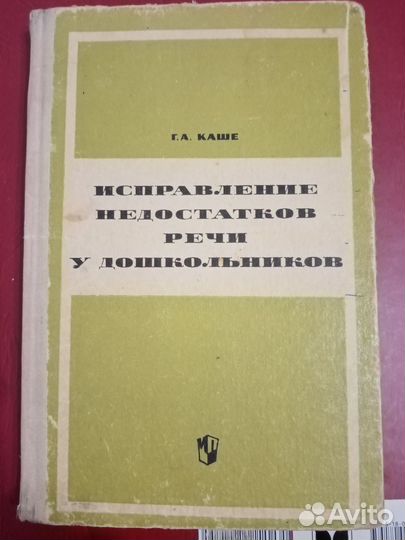 Г.А. КАШЕ
ИСПРАВЛЕНИЕ
НЕДОСТАТКОВ
РЕЧИ
У ДОШКОЛЬНИКОВ
Avito